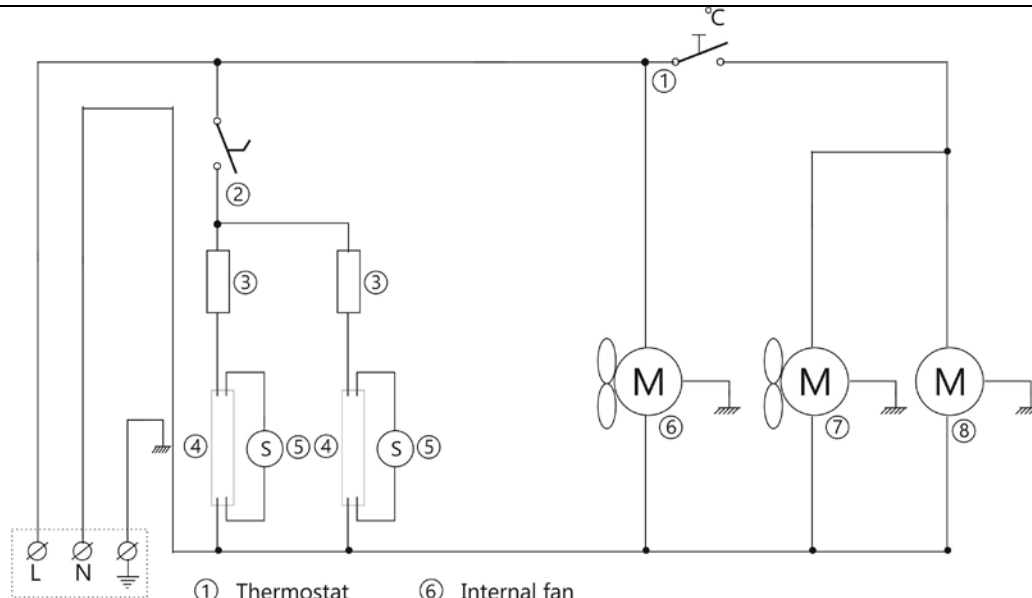 °C
①
②
③ ③
M M M
⑥ ⑦ ⑧
④ S ⑤ ④ S ⑤
L N
① Thermostat ⑥ Internal fan